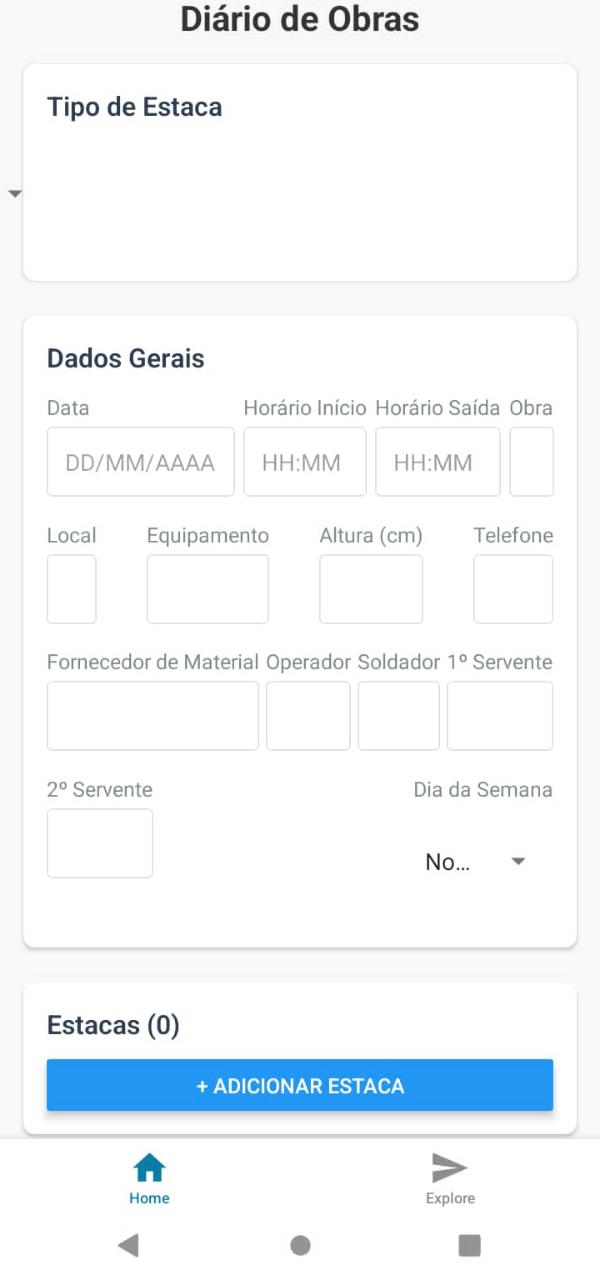 Diário de Obras
Tipo de Estaca
Dados Gerais
Data Horário Início Horário Saída Obra
DD/MM/AAAA HH:MM HH:MM
Local Equipamento Altura (cm) Telefone
Fornecedor de Material Operador Soldador 1º Servente
2º Servente Dia da Semana
No...
Estacas (0)
+ ADICIONAR ESTACA
Home Explore